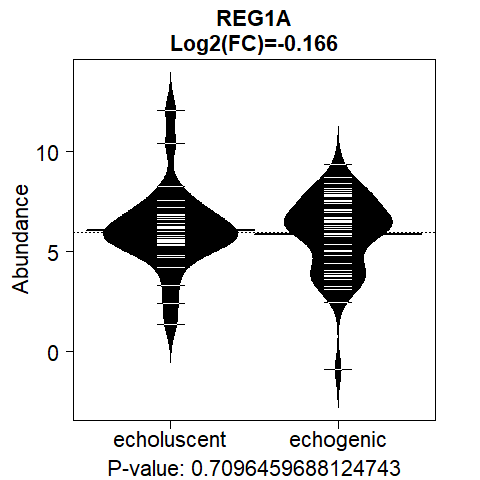 REG1A
Log2(FC)=-0.166
Abundance
10
5
0
echoluscent echogenic
P-value: 0.7096459688124743